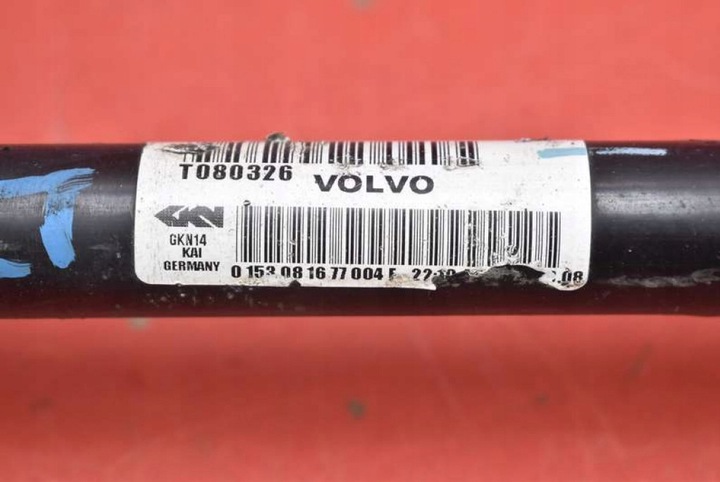 T080326 VOLVO
GKN
GKN14
KAI
GERMANY
0 153 08 16 77 004